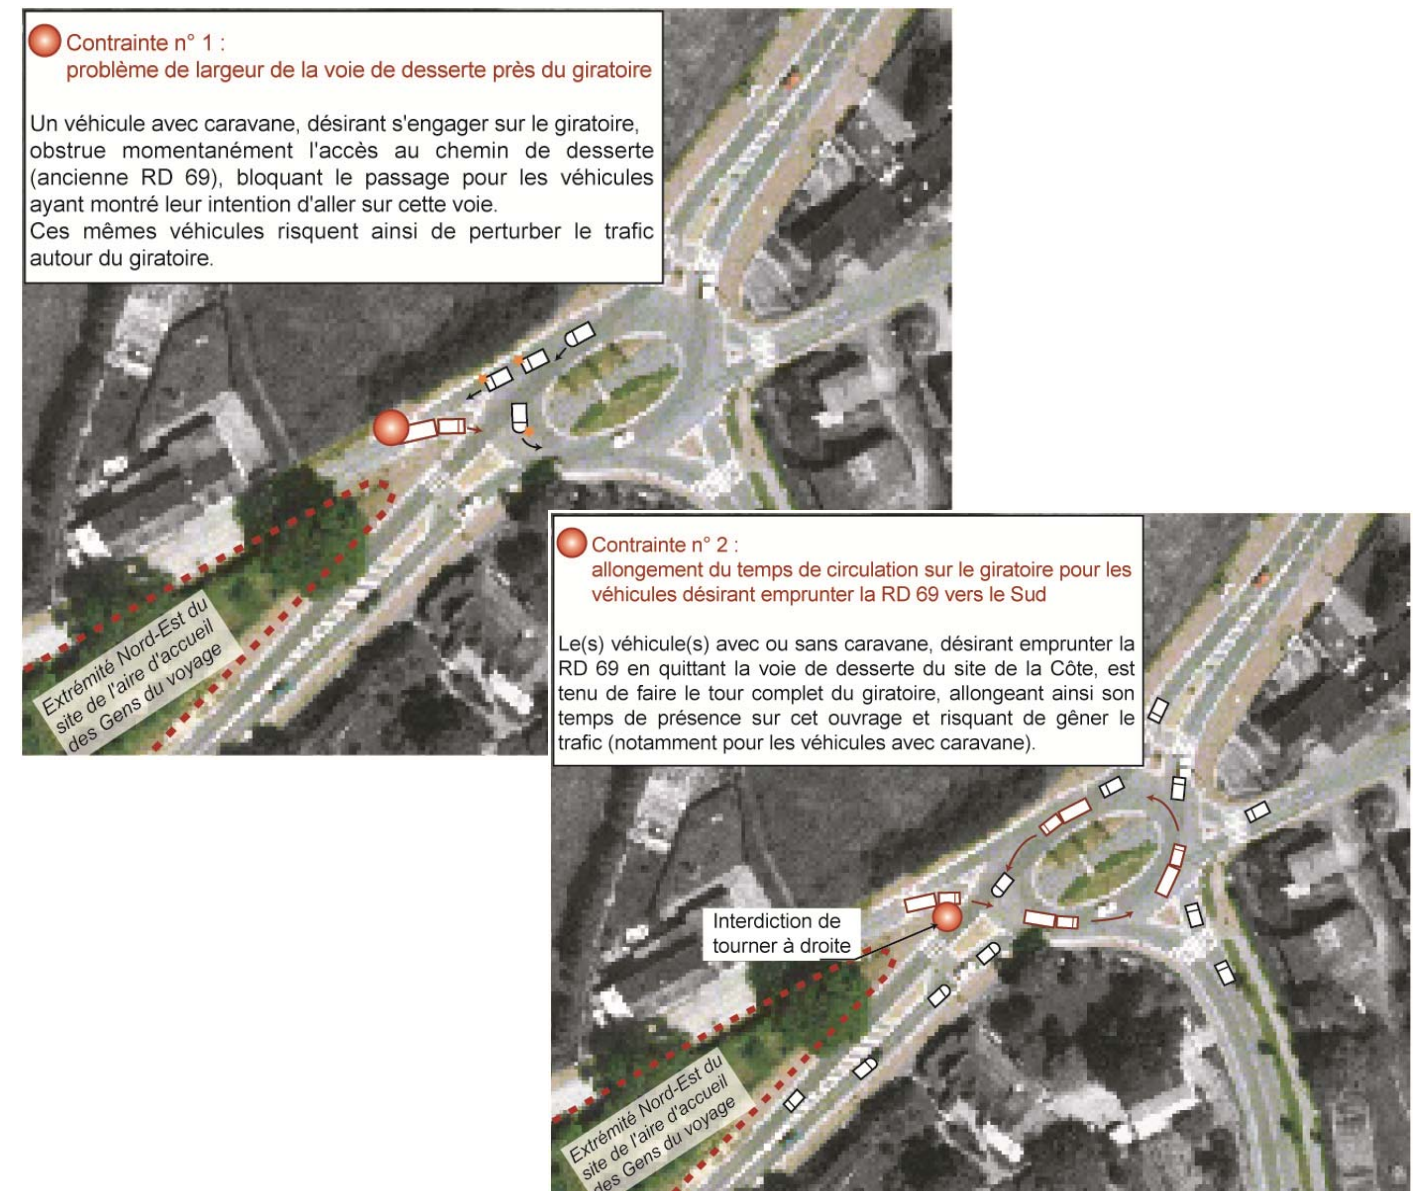 Contrainte n° 1 :
problème de largeur de la voie de desserte près du giratoire
Un véhicule avec caravane, désirant s'engager sur le giratoire,
obstrue momentanément l'accès au chemin de desserte
(ancienne RD 69), bloquant le passage pour les véhicules
ayant montré leur intention d'aller sur cette voie.
Ces mêmes véhicules risquent ainsi de perturber le trafic
autour du giratoire.
Extrémité Nord-Est du
site de l'aire d'accueil
des Gens du voyage
Contrainte n° 2 :
allongement du temps de circulation sur le giratoire pour les
véhicules désirant emprunter la RD 69 vers le Sud
Le(s) véhicule(s) avec ou sans caravane, désirant emprunter la
RD 69 en quittant la voie de desserte du site de la Côte, est
tenu de faire le tour complet du giratoire, allongeant ainsi son
temps de présence sur cet ouvrage et risquant de gêner le
trafic (notamment pour les véhicules avec caravane).
Interdiction de
tourner à droite
Extrémité Nord-Est du
site de l'aire d'accueil
des Gens du voyage